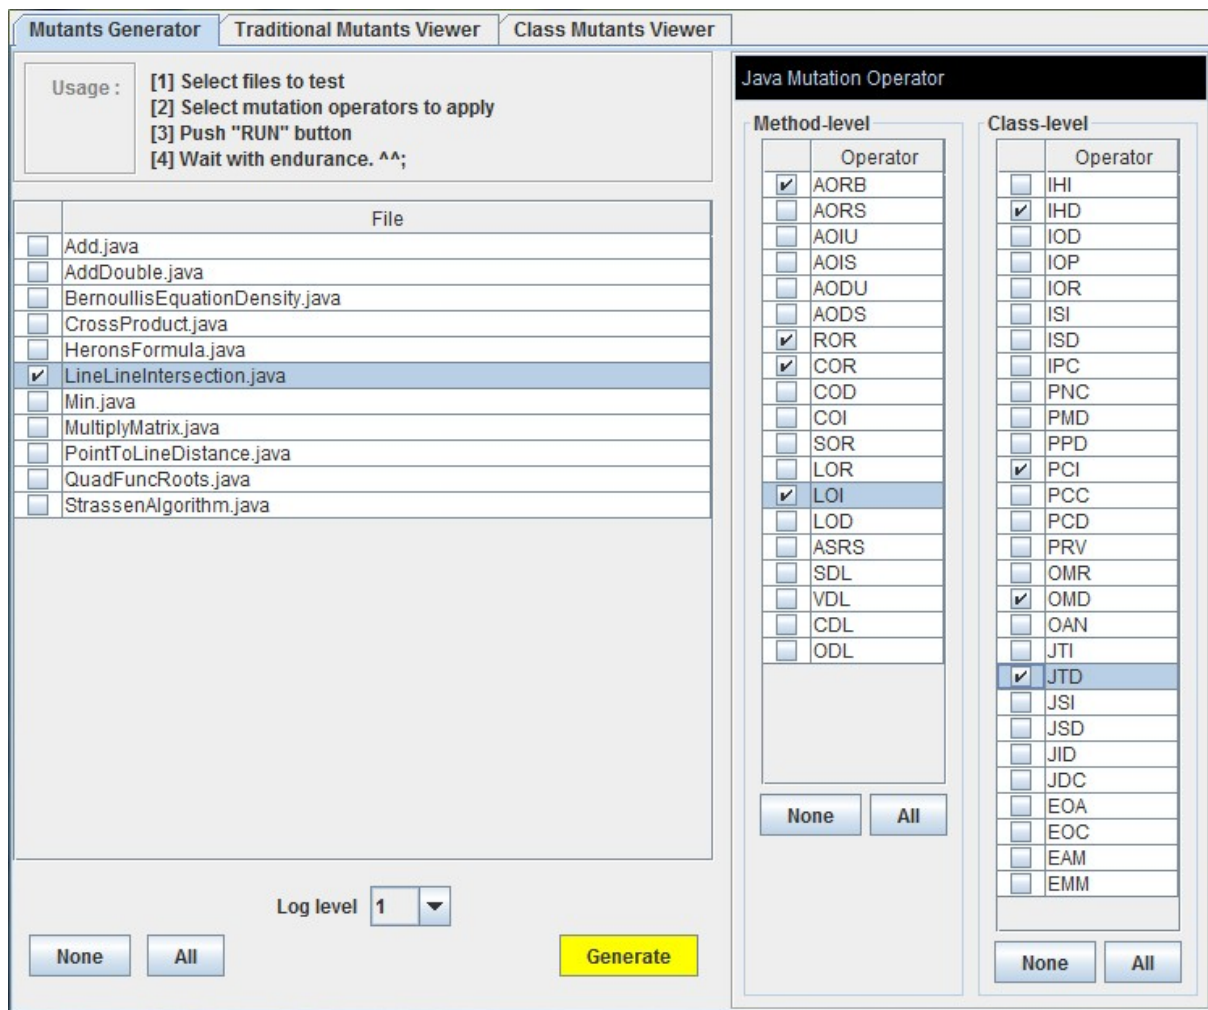 Mutants Generator
Traditional Mutants Viewer
Class Mutants Viewer
Usage :
[1] Select files to test
[2] Select mutation operators to apply
[3] Push "RUN" button
[4] Wait with endurance. ^^;
File
Add.java
AddDouble.java
BernoullisEquationDensity.java
CrossProduct.java
HeronsFormula.java
LineLineIntersection.java
Min.java
MultiplyMatrix.java
PointToLineDistance.java
QuadFuncRoots.java
StrassenAlgorithm.java
Log level 1
None
All
Generate
Java Mutation Operator
Method-level
Operator
AORB
AORS
AOIU
AOIS
AODU
AODS
ROR
COR
COD
COI
SOR
LOR
LOI
LOD
ASRS
SDL
VDL
CDL
ODL
None
All
Class-level
Operator
IHI
IHD
IOD
IOP
IOR
ISI
ISD
IPC
PNC
PMD
PPD
PCI
PCC
PCD
PRV
OMR
OMD
OAN
JTI
JTD
JSI
JSD
JID
JDC
EOA
EOC
EAM
EMM
None
All